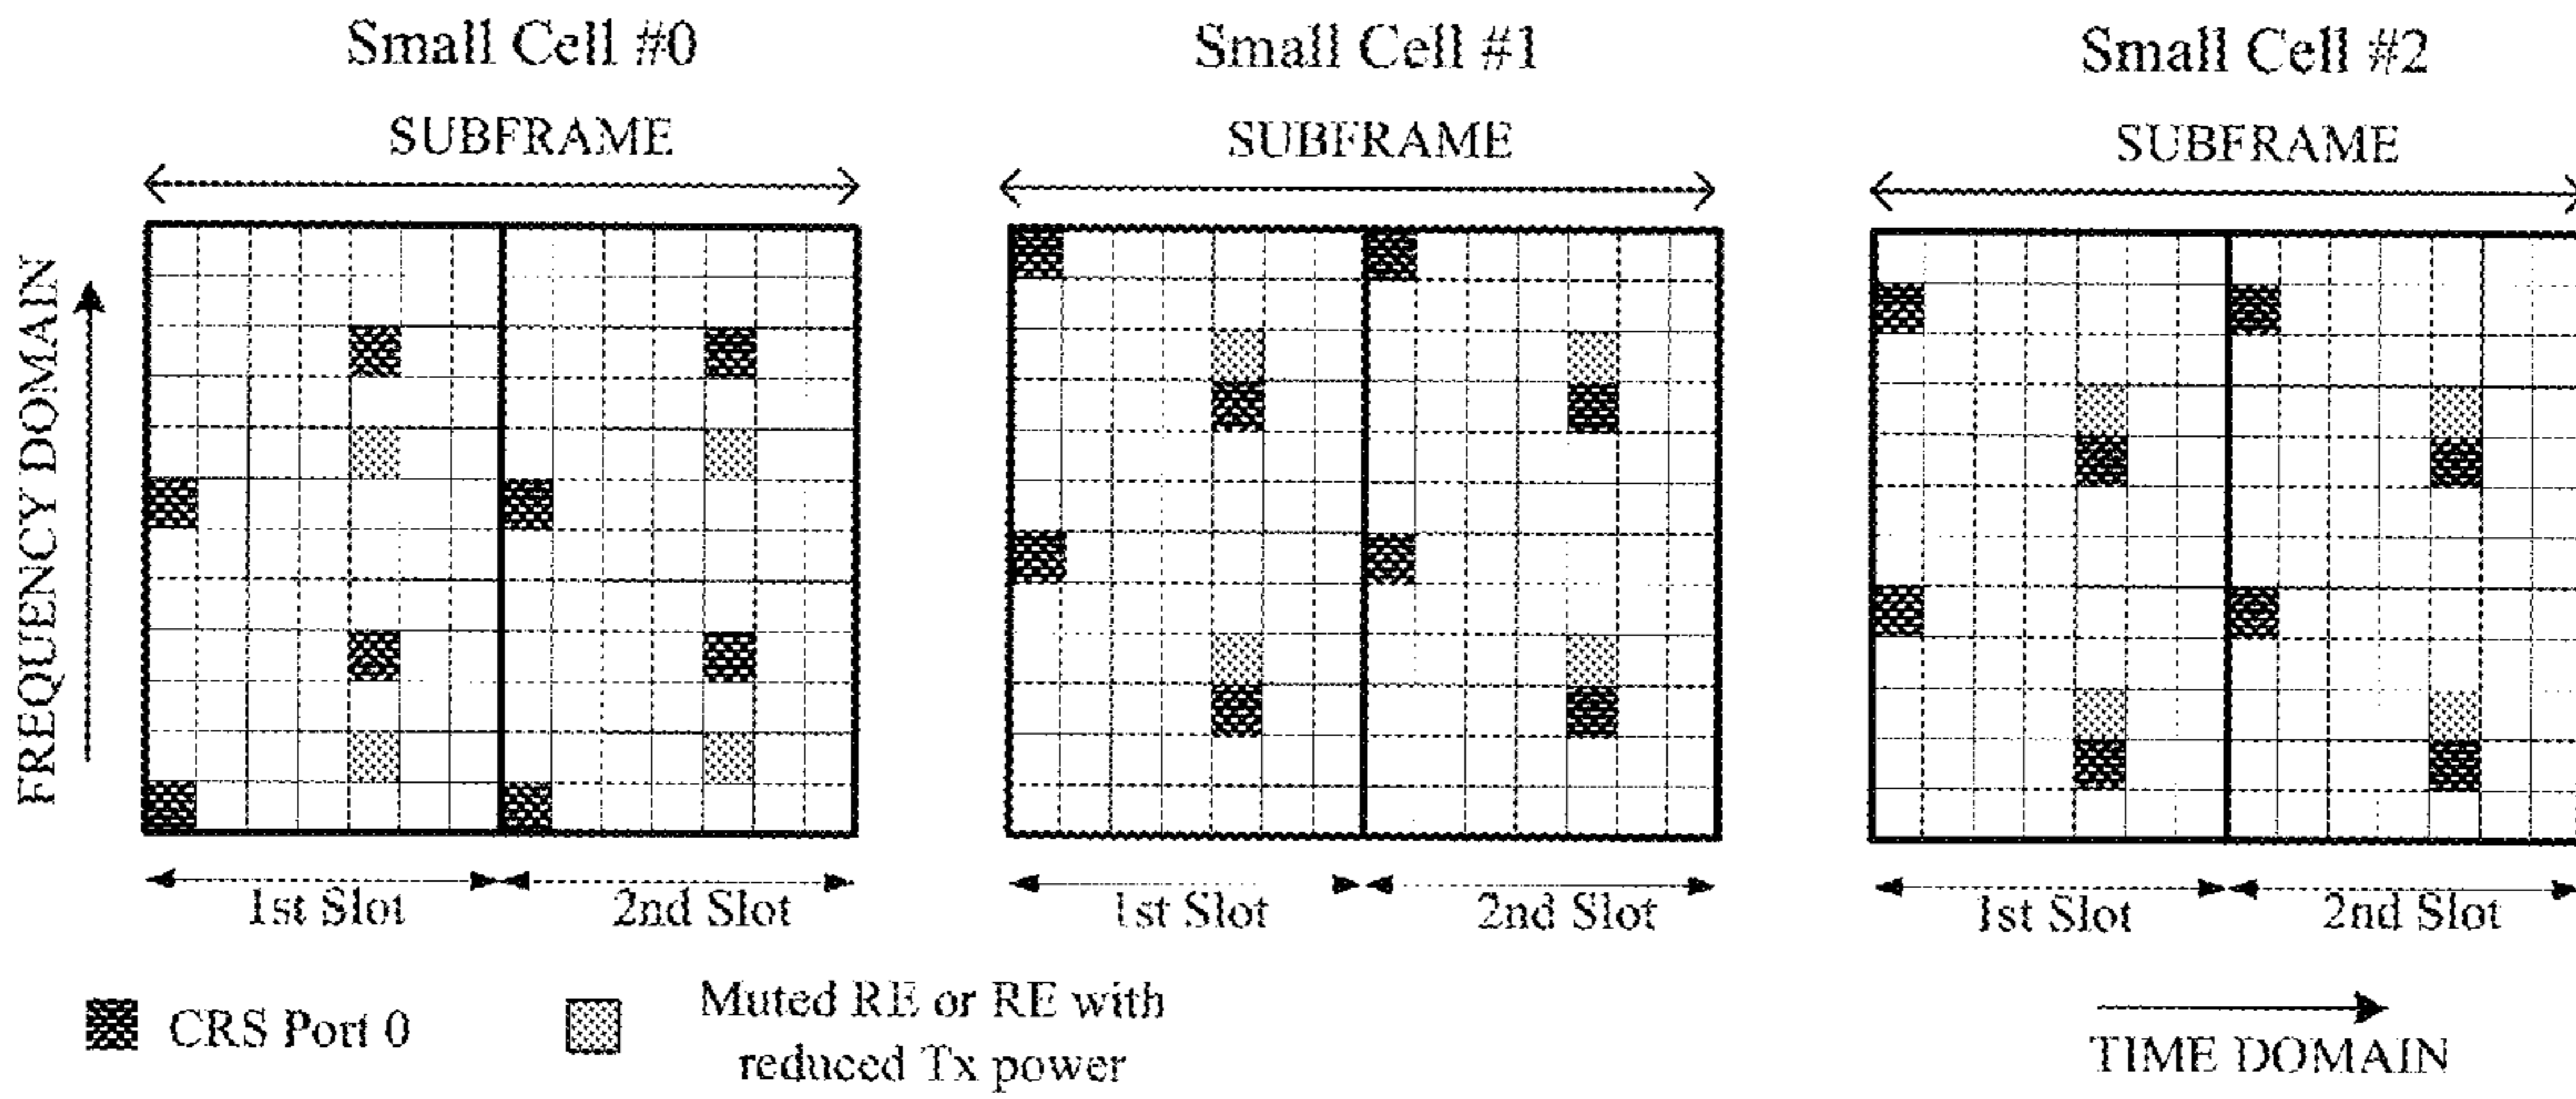 Small Cell #0
Small Cell #1
Small Cell #2
SUBFRAME
SUBFRAME
SUBFRAME
FREQUENCY DOMAIN
1st Slot
2nd Slot
1st Slot
2nd Slot
1st Slot
2nd Slot
CRS Port 0
Muted RE or RE with
reduced Tx power
TIME DOMAIN